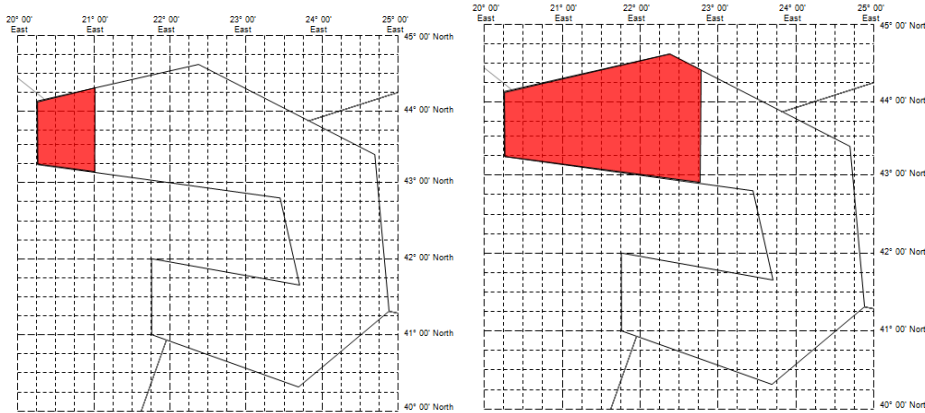 20° 00' 21° 00' 22° 00' 23° 00' 24° 00' 25° 00'
East East East East East East
45° 00' North
44° 00' North
43° 00' North
42° 00' North
41° 00' North
40° 00' North
20° 00' 21° 00' 22° 00' 23° 00' 24° 00' 25° 00'
East East East East East East
45° 00' North
44° 00' North
43° 00' North
42° 00' North
41° 00' North
40° 00' North